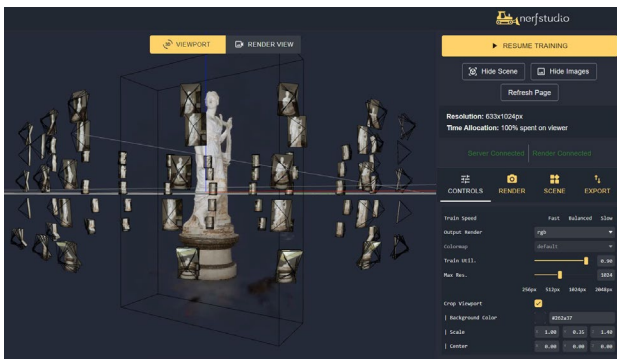 nerfstudio
VIEWPORT
RENDER VIEW
RESUME TRAINING
Hide Scene
Hide Images
Refresh Page
Resolution: 633x1024px
Time Allocation: 100% spent on viewer
Server Connected
Render Connected
CONTROLS
RENDER
SCENE
EXPORT
Train Speed Fast Balanced Slow
Output Render rgb
Colormap default
Train Util. 0.90
Max Res. 1024
256px 512px 1024px 2048px
Crop Viewport
| Background Color #262a37
| Scale 1.00 0.35 1.40
| Center 0.00 0.00 0.00